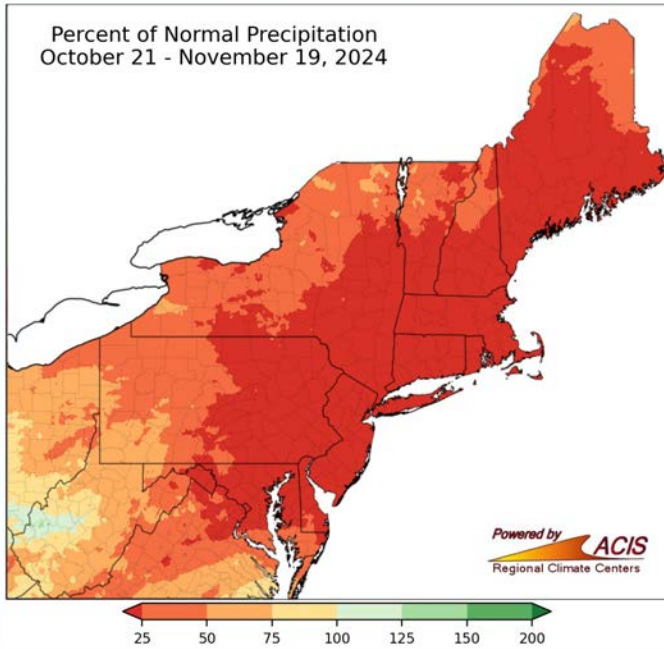 Percent of Normal Precipitation
October 21 - November 19, 2024
Powered by
ACIS
Regional Climate Centers
25 50 75 100 125 150 200